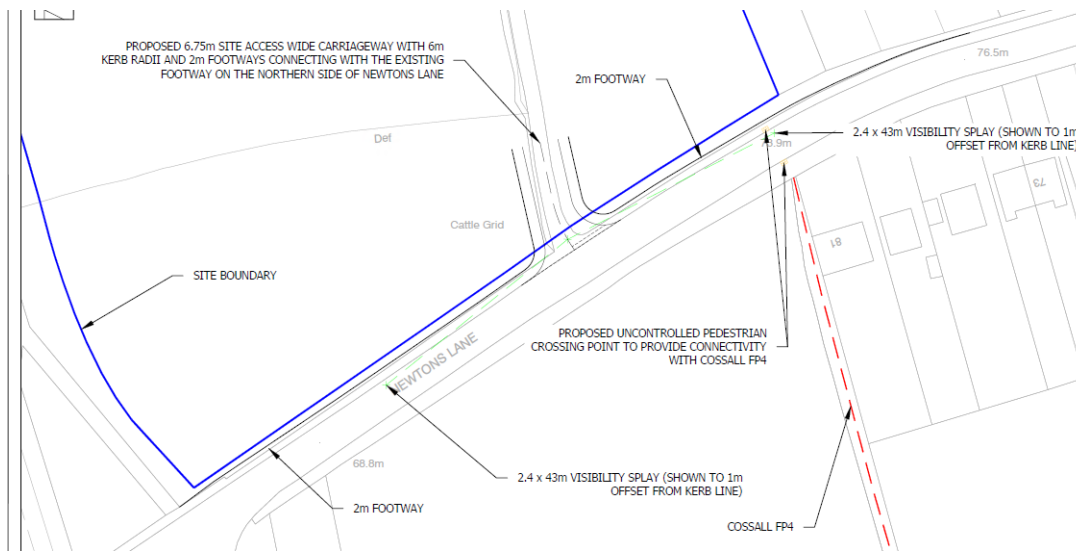 PROPOSED 6.75m SITE ACCESS WIDE CARRIAGEWAY WITH 6m
KERB RADII AND 2m FOOTWAYS CONNECTING WITH THE EXISTING
FOOTWAY ON THE NORTHERN SIDE OF NEWTONS LANE
76.5m
2m FOOTWAY
Def
2.4 x 43m VISIBILITY SPLAY (SHOWN TO 1m
OFFSET FROM KERB LINE)
73
Cattle Grid
81
SITE BOUNDARY
PROPOSED UNCONTROLLED PEDESTRIAN
CROSSING POINT TO PROVIDE CONNECTIVITY
WITH COSSALL FP4
NEWTONS LANE
68.8m
2.4 x 43m VISIBILITY SPLAY (SHOWN TO 1m
OFFSET FROM KERB LINE)
2m FOOTWAY
COSSALL FP4